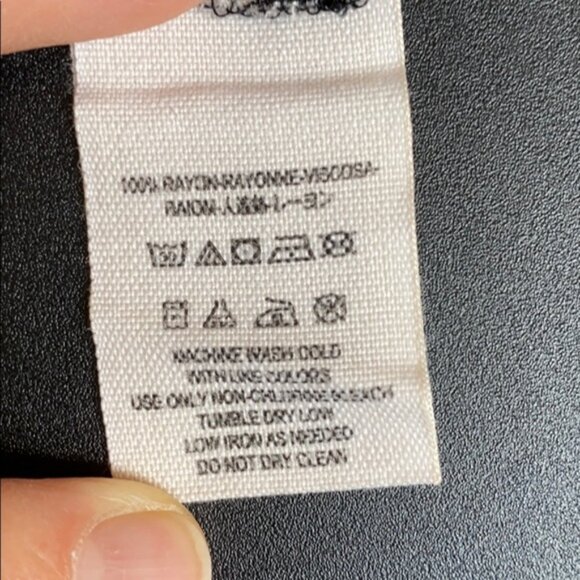 100% RAYON-RAYONNE-VISCOSA-
RAION-人造絲-レーヨン
MACHINE WASH COLD
WITH LIKE COLORS
USE ONLY NON-CHLORINE BLEACH
TUMBLE DRY LOW
LOW IRON AS NEEDED
DO NOT DRY CLEAN